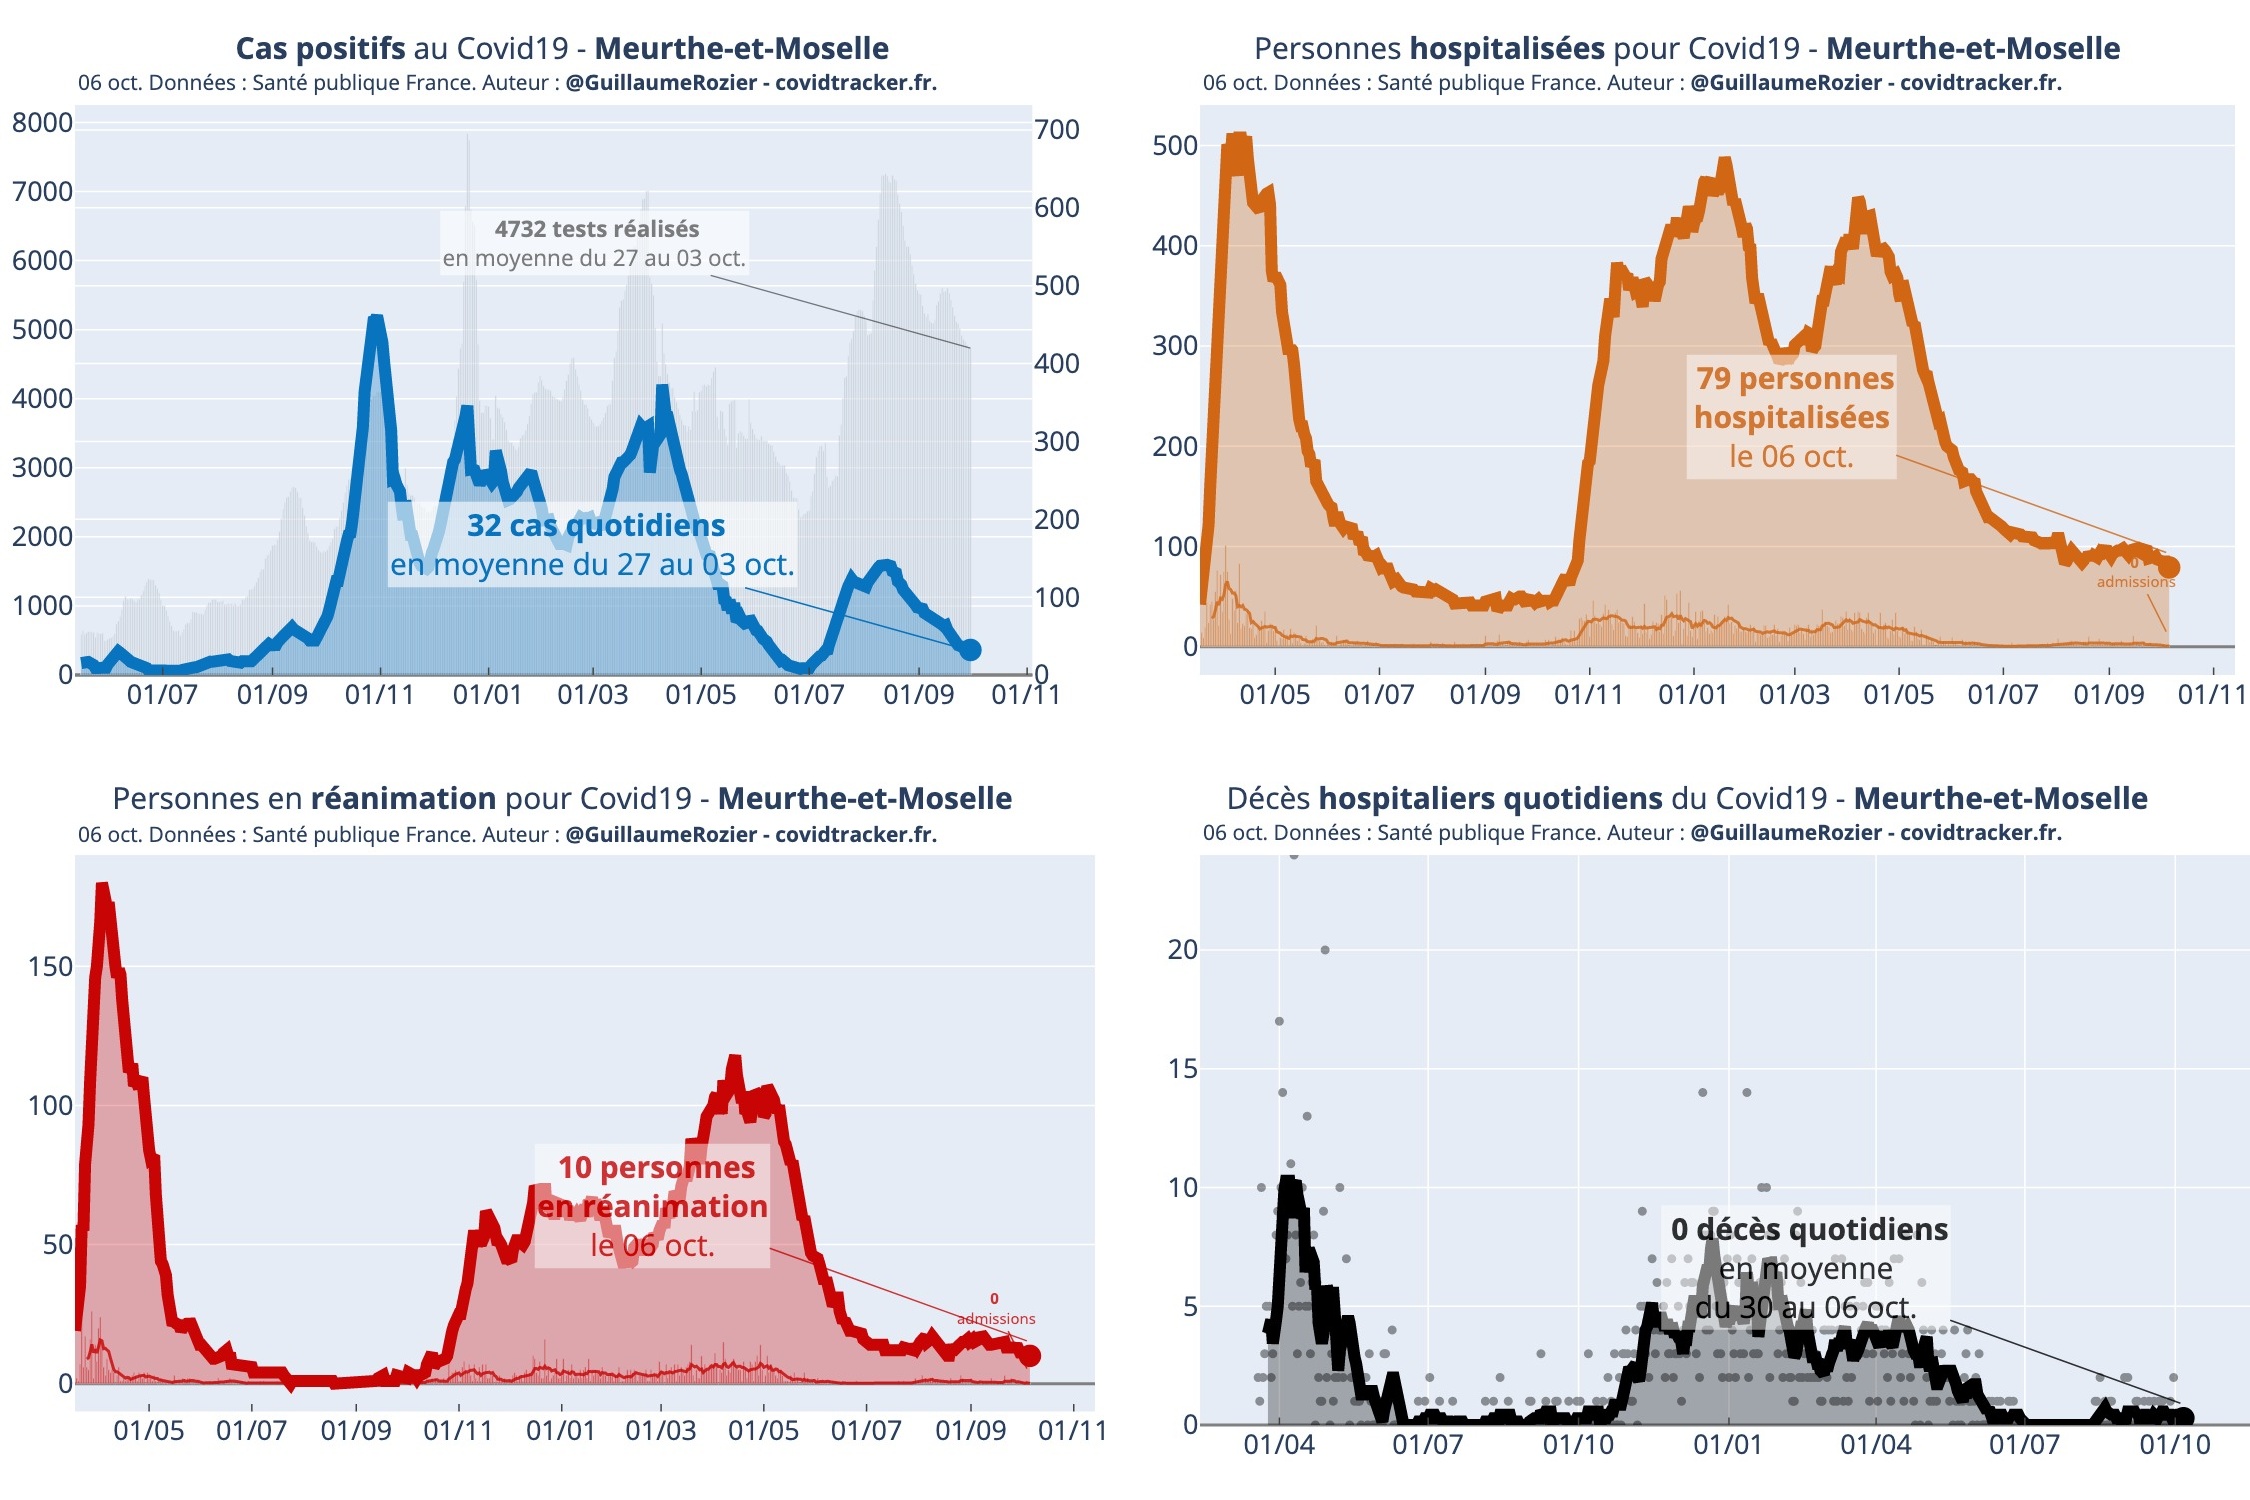 Cas positifs au Covid19 - Meurthe-et-Moselle
06 oct. Données : Santé publique France. Auteur : @GuillaumeRozier - covidtracker.fr.
8000
7000
6000
5000
4000
3000
2000
1000
0
700
600
500
400
300
200
100
0
4732 tests réalisés
en moyenne du 27 au 03 oct.
32 cas quotidiens
en moyenne du 27 au 03 oct.
01/07 01/09 01/11 01/01 01/03 01/05 01/07 01/09 01/11
Personnes hospitalisées pour Covid19 - Meurthe-et-Moselle
06 oct. Données : Santé publique France. Auteur : @GuillaumeRozier - covidtracker.fr.
500
400
300
200
100
0
79 personnes
hospitalisées
le 06 oct.
0
admissions
01/05 01/07 01/09 01/11 01/01 01/03 01/05 01/07 01/09 01/11
Personnes en réanimation pour Covid19 - Meurthe-et-Moselle
06 oct. Données : Santé publique France. Auteur : @GuillaumeRozier - covidtracker.fr.
150
100
50
0
10 personnes
en réanimation
le 06 oct.
0
admissions
01/05 01/07 01/09 01/11 01/01 01/03 01/05 01/07 01/09 01/11
Décès hospitaliers quotidiens du Covid19 - Meurthe-et-Moselle
06 oct. Données : Santé publique France. Auteur : @GuillaumeRozier - covidtracker.fr.
20
15
10
5
0
0 décès quotidiens
en moyenne
du 30 au 06 oct.
01/04 01/07 01/10 01/01 01/04 01/07 01/10